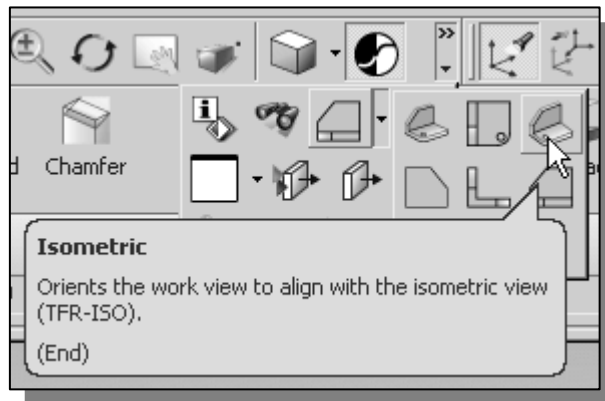 Chamfer
Isometric
Orients the work view to align with the isometric view
(TFR-ISO).
(End)